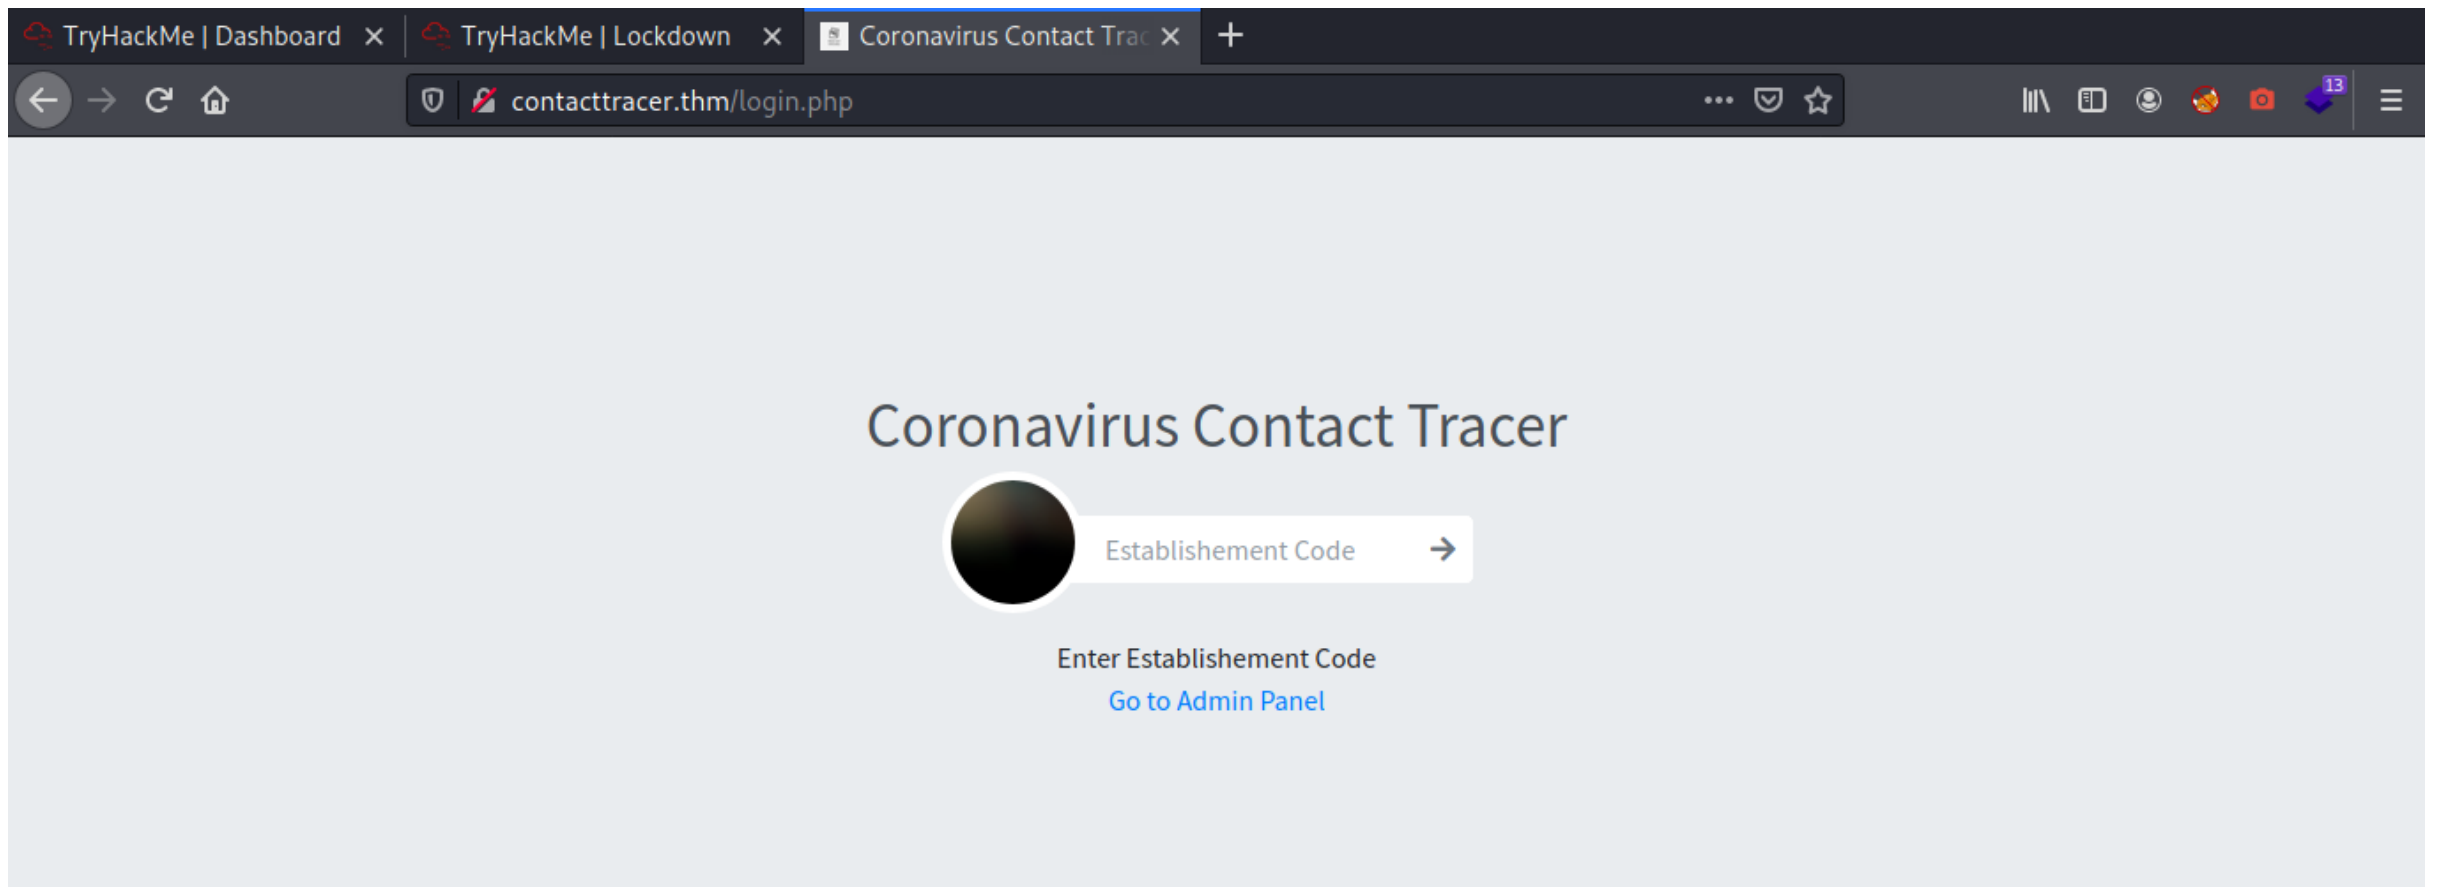 TryHackMe | Dashboard
TryHackMe | Lockdown
Coronavirus Contact Trac
contacttracer.thm/login.php
13
Coronavirus Contact Tracer
Establishement Code
Enter Establishement Code
Go to Admin Panel